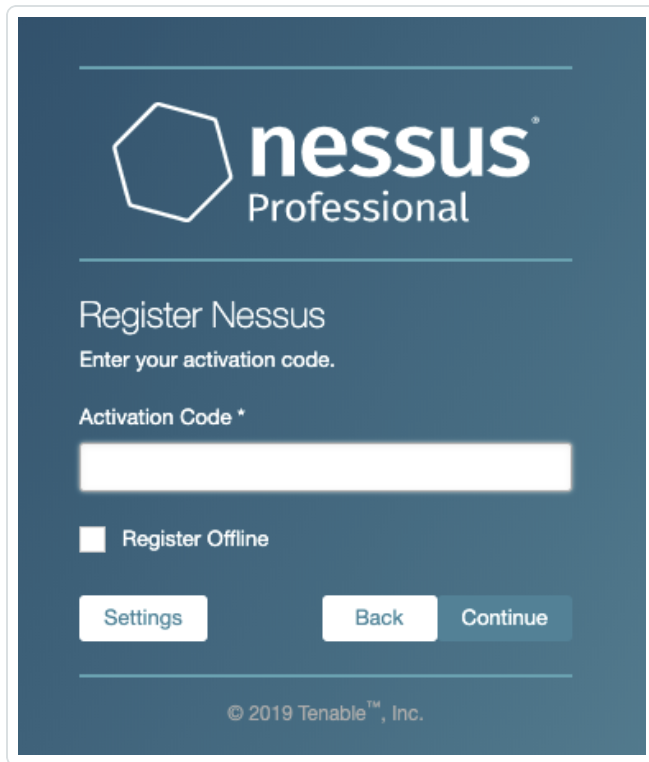 nessus®
Professional
Register Nessus
Enter your activation code.
Activation Code *
Register Offline
Settings
Back Continue
© 2019 Tenable™, Inc.